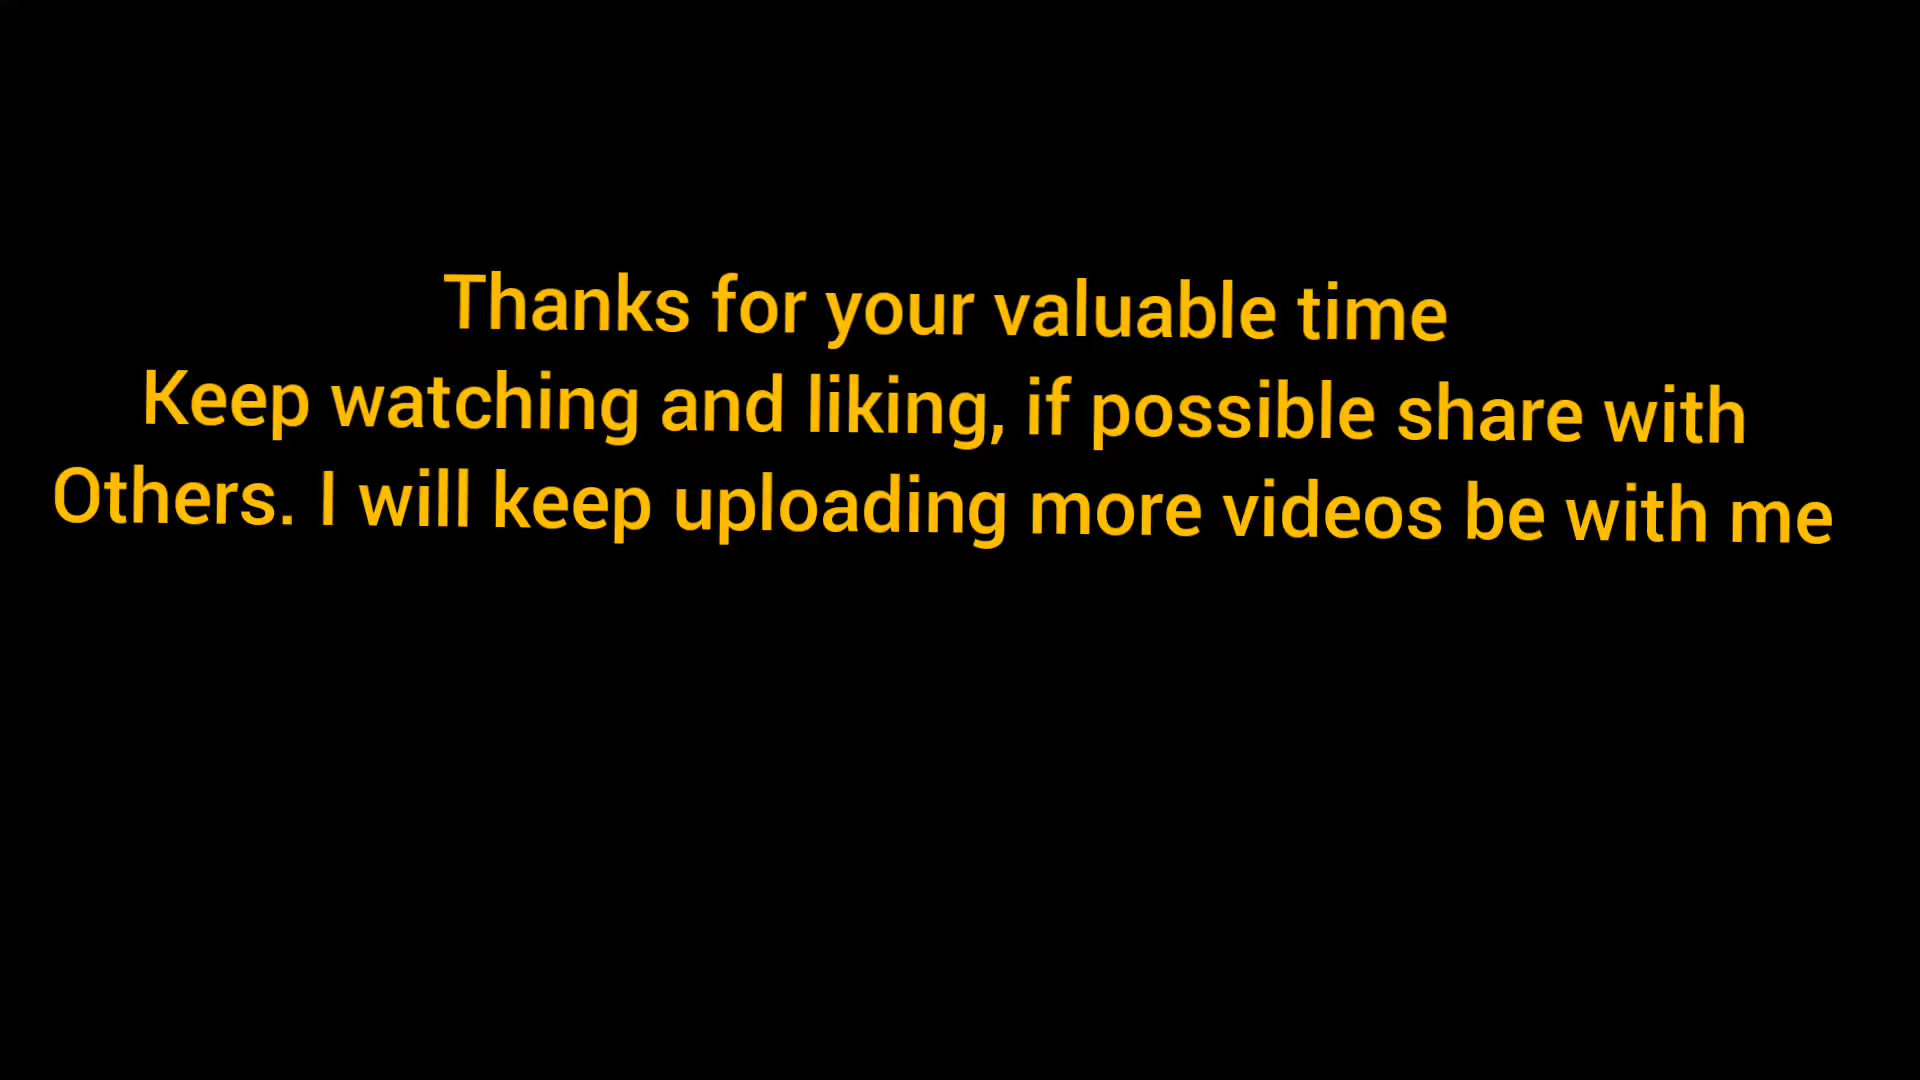 Thanks for your valuable time
Keep watching and liking, if possible share with
Others. I will keep uploading more videos be with me